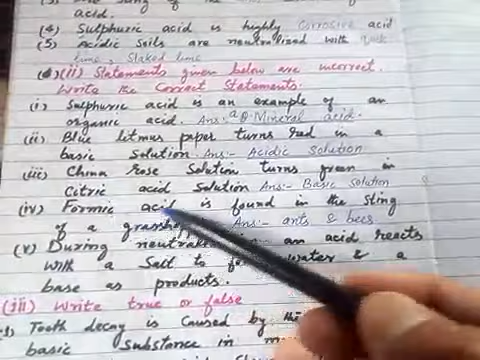 acid.
(4) Sulphuric acid is highly Corrosive acid
(5) Acidic Soils are neutralized with Quick
lime, Slaked lime
(ii) Statements given below are incorrect.
Write the Correct Statements:
(i) Sulphuric acid is an example of an
organic acid. Ans: Mineral acid.
(ii) Blue litmus paper turns red in a
basic Solution. Ans:- Acidic Solution
(iii) China rose Solution turns green in
Citric acid Solution Ans:- Basic Solution
(iv) Formic acid is found in the Sting
of a Ans:- ants & bees
(v) During an acid reacts
with a Salt to water & a
base as products.
(iii) Write true or false
Tooth decay is Caused by the
basic Substance in